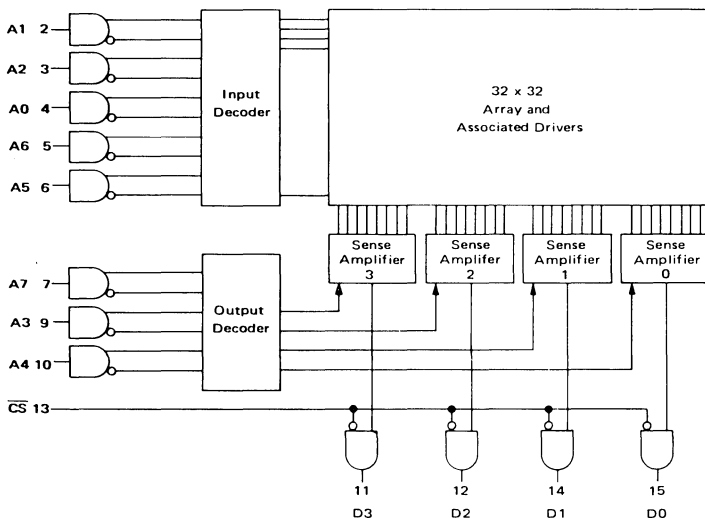 A1 2
A2 3
A0 4
A6 5
A5 6
Input
Decoder
32 x 32
Array and
Associated Drivers
Sense
Amplifier
3
Sense
Amplifer
2
Sense
Amplifier
1
Sense
Amplifier
0
A7 7
A3 9
A4 10
Output
Decoder
CS 13
11
D3
12
D2
14
D1
15
D0